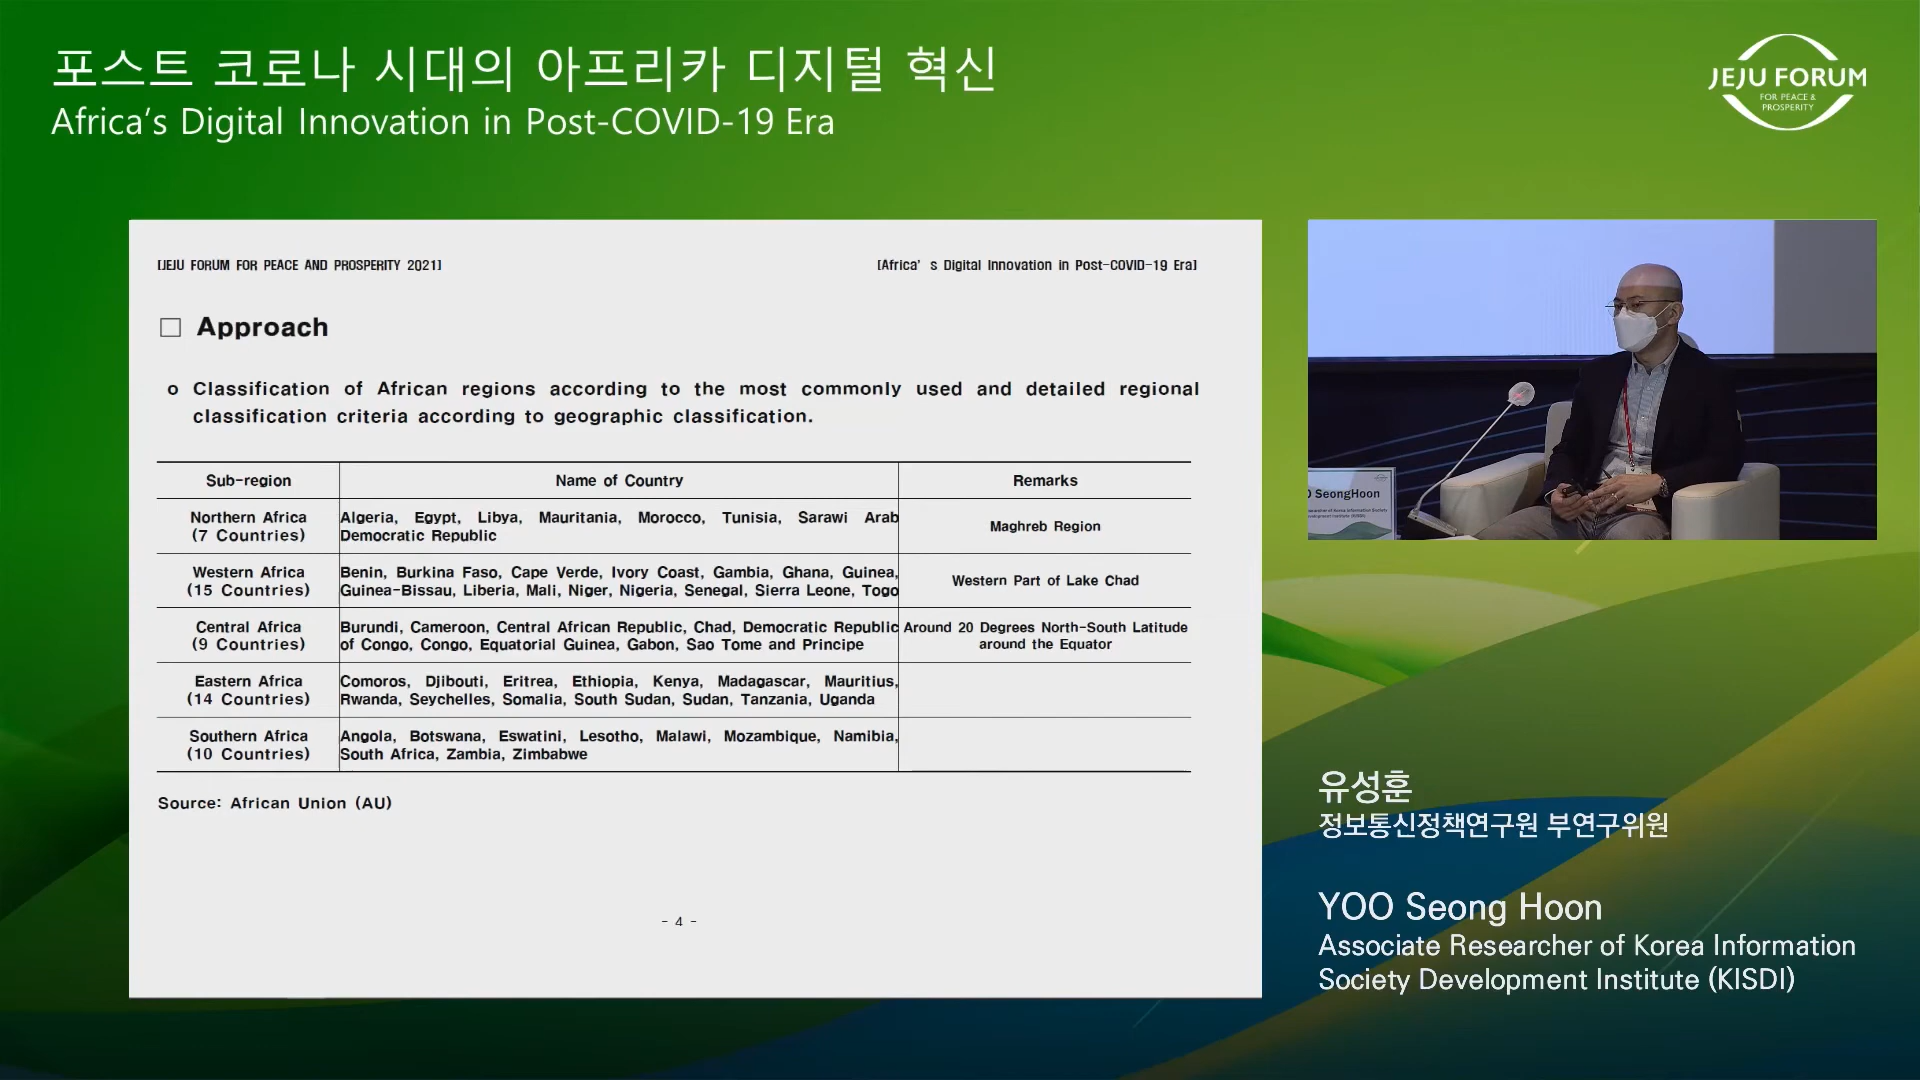 포스트 코로나 시대의 아프리카 디지털 혁신
Africa's Digital Innovation in Post-COVID-19 Era
JEJU FORUM
FOR PEACE &
PROSPERITY
[JEJU FORUM FOR PEACE AND PROSPERITY 2021]
[Africa' s Digital Innovation in Post-COVID-19 Era]
□ Approach
o Classification of African regions according to the most commonly used and detailed regional
classification criteria according to geographic classification.
Sub-region Name of Country Remarks
Northern Africa
(7 Countries)
Algeria, Egypt, Libya, Mauritania, Morocco, Tunisia, Sarawi Arab
Democratic Republic
Maghreb Region
Western Africa
(15 Countries)
Benin, Burkina Faso, Cape Verde, Ivory Coast, Gambia, Ghana, Guinea,
Guinea-Bissau, Liberia, Mali, Niger, Nigeria, Senegal, Sierra Leone, Togo
Western Part of Lake Chad
Central Africa
(9 Countries)
Burundi, Cameroon, Central African Republic, Chad, Democratic Republic
of Congo, Congo, Equatorial Guinea, Gabon, Sao Tome and Principe
Around 20 Degrees North-South Latitude
around the Equator
Eastern Africa
(14 Countries)
Comoros, Djibouti, Eritrea, Ethiopia, Kenya, Madagascar, Mauritius,
Rwanda, Seychelles, Somalia, South Sudan, Sudan, Tanzania, Uganda
Southern Africa
(10 Countries)
Angola, Botswana, Eswatini, Lesotho, Malawi, Mozambique, Namibia,
South Africa, Zambia, Zimbabwe
Source: African Union (AU)
- 4 -
SeongHoon
유성훈
정보통신정책연구원 부연구위원
YOO Seong Hoon
Associate Researcher of Korea Information
Society Development Institute (KISDI)